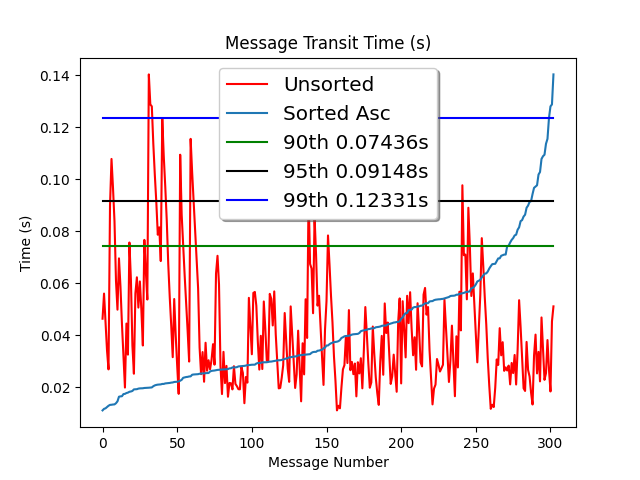 Message Transit Time (s)
Unsorted
Sorted Asc
90th 0.07436s
95th 0.09148s
99th 0.12331s
0.14
0.12
0.10
0.08
0.06
0.04
0.02
Time (s)
0 50 100 150 200 250 300
Message Number